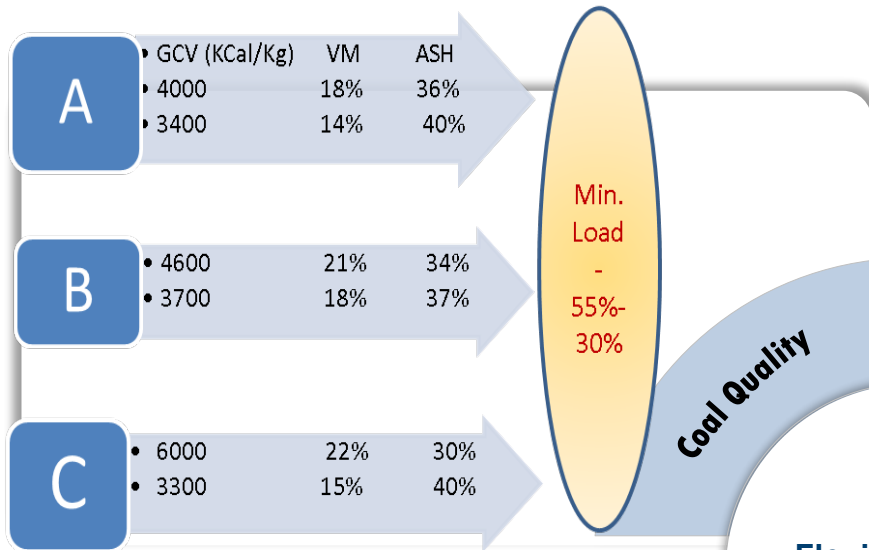 A
• GCV (KCal/Kg) VM ASH
• 4000 18% 36%
• 3400 14% 40%
B
• 4600 21% 34%
• 3700 18% 37%
C
• 6000 22% 30%
• 3300 15% 40%
Min.
Load
-
55%-
30%
Coal Quality